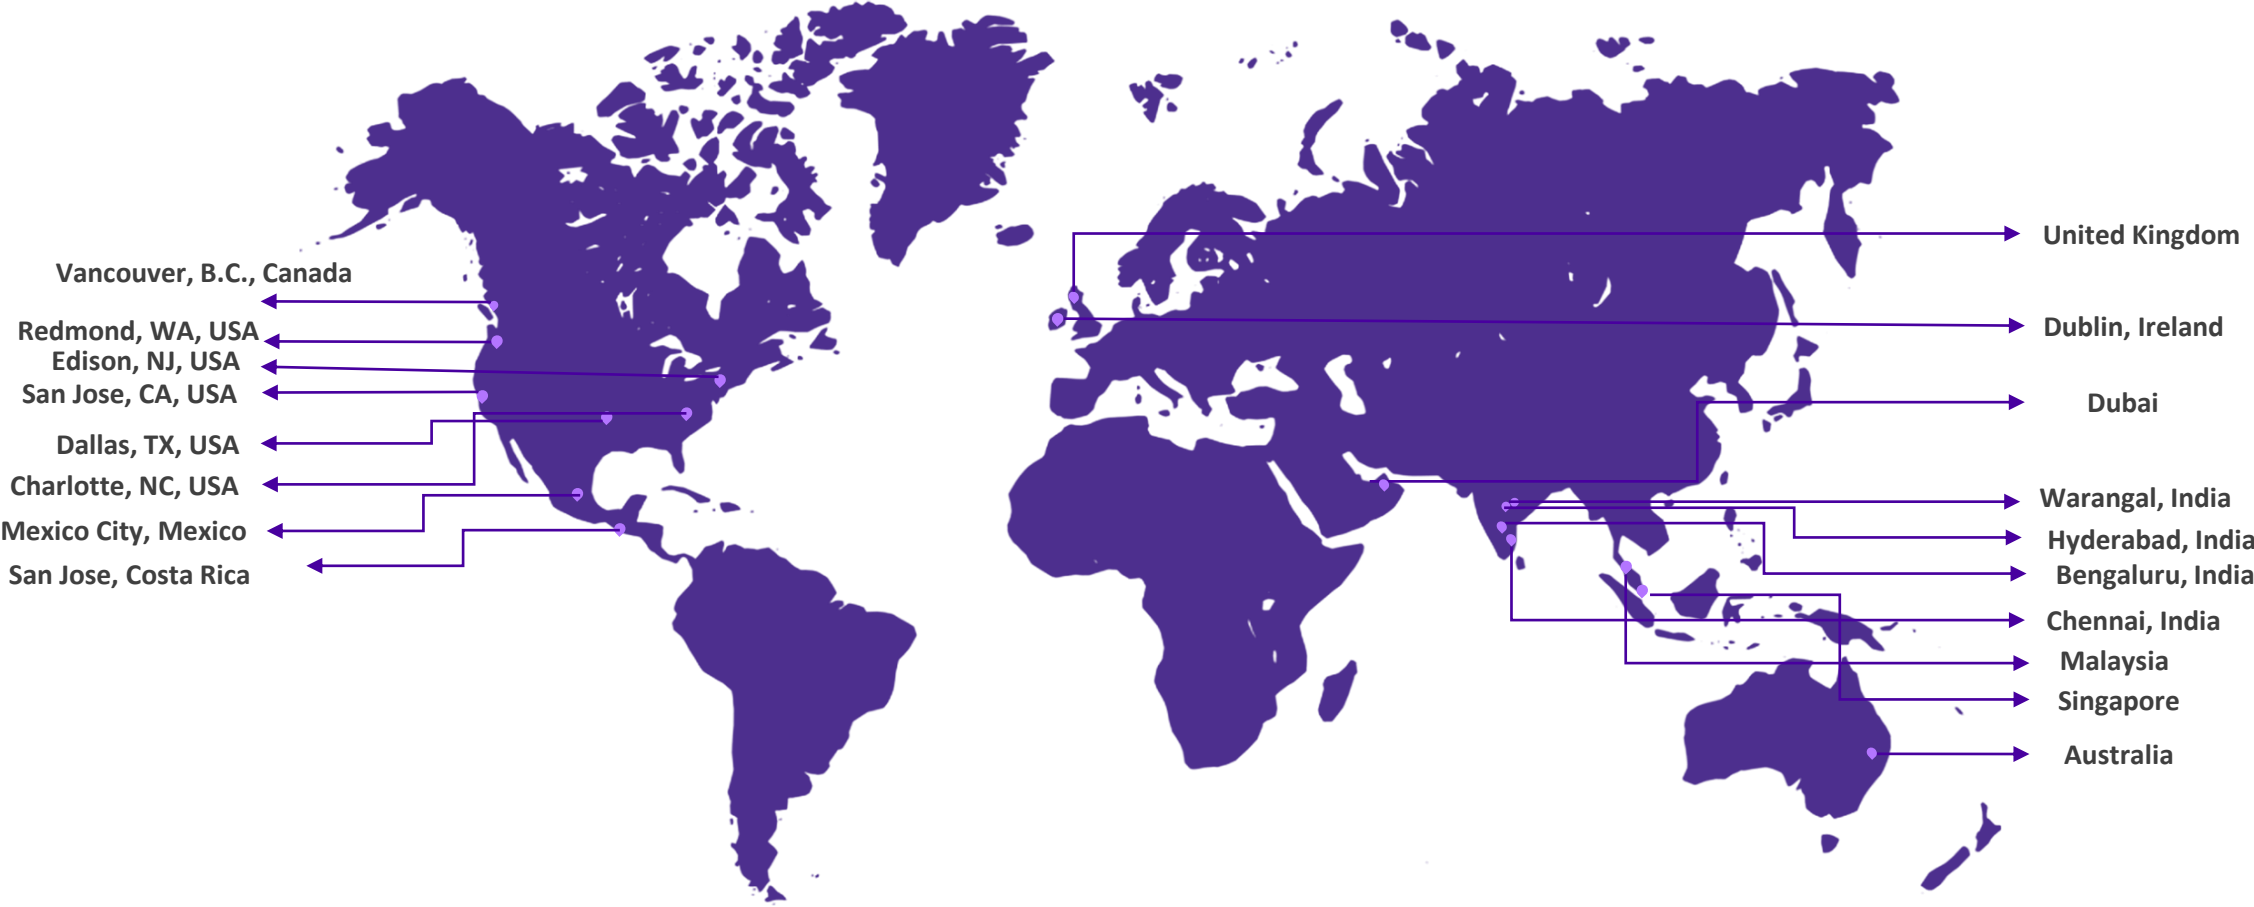 Vancouver, B.C., Canada
Redmond, WA, USA
Edison, NJ, USA
San Jose, CA, USA
Dallas, TX, USA
Charlotte, NC, USA
Mexico City, Mexico
San Jose, Costa Rica
United Kingdom
Dublin, Ireland
Dubai
Warangal, India
Hyderabad, India
Bengaluru, India
Chennai, India
Malaysia
Singapore
Australia